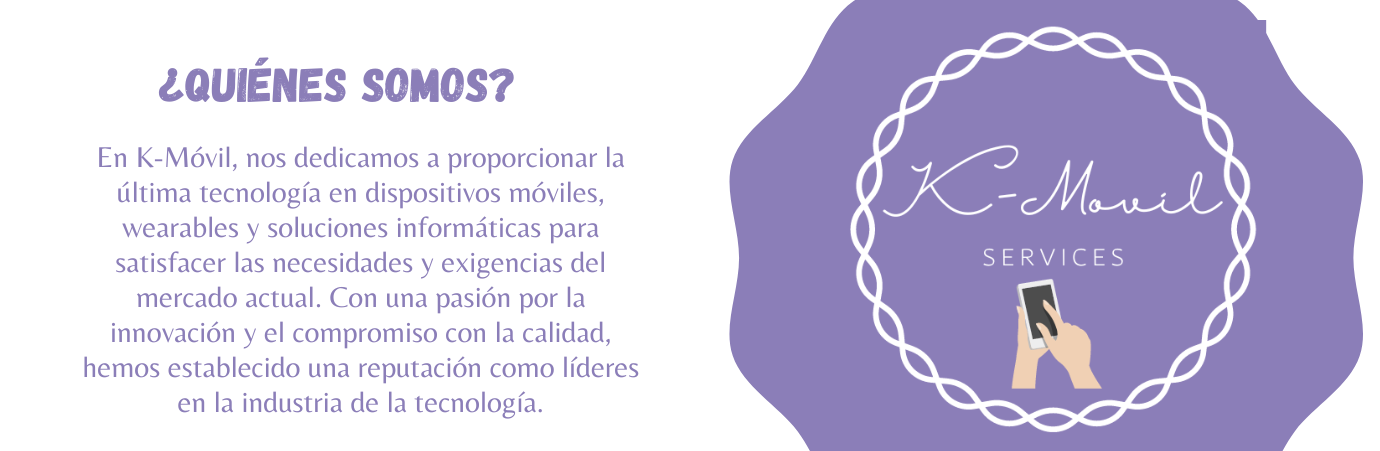 ¿QUIÉNES SOMOS?
En K-Móvil, nos dedicamos a proporcionar la
última tecnología en dispositivos móviles,
wearables y soluciones informáticas para
satisfacer las necesidades y exigencias del
mercado actual. Con una pasión por la
innovación y el compromiso con la calidad,
hemos establecido una reputación como líderes
en la industria de la tecnología.
K-Movil
SERVICES